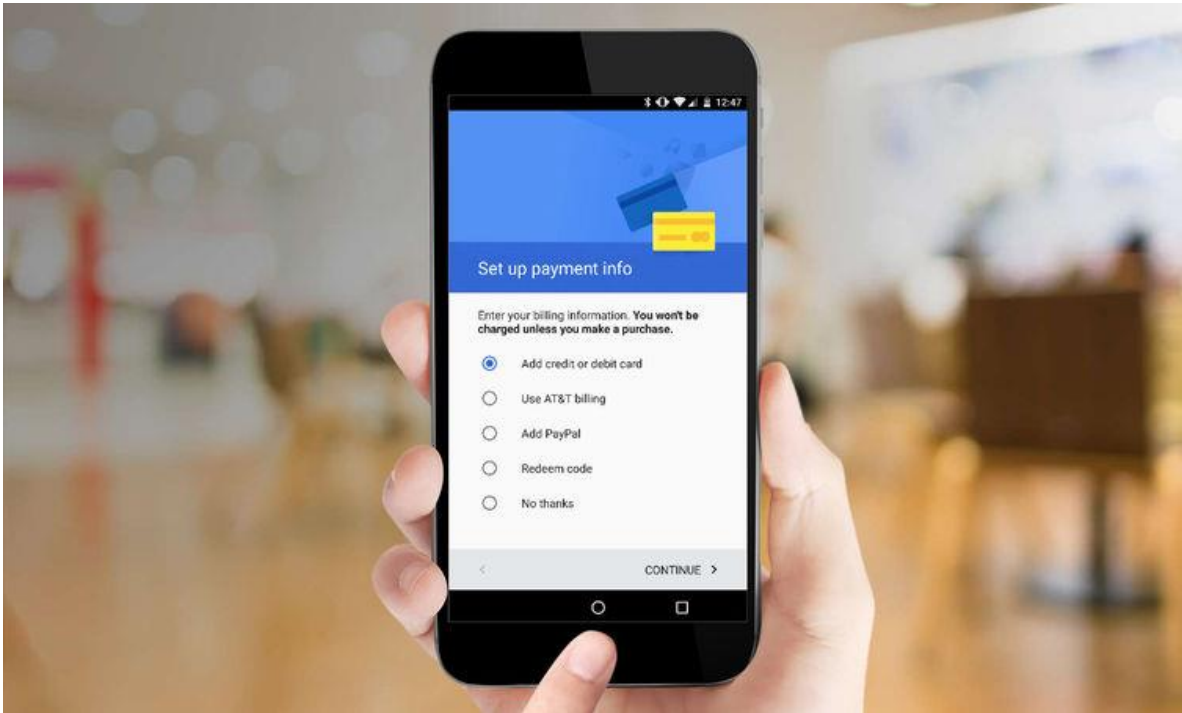 12:47
Set up payment info
Enter your billing information. You won't be
charged unless you make a purchase.
Add credit or debit card
Use AT&T billing
Add PayPal
Redeem code
No thanks
CONTINUE